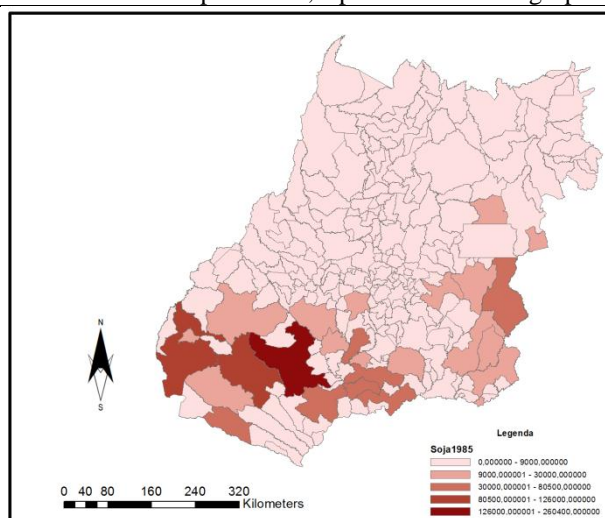 N
S
Legenda
Soja1985
0,000000 - 9000,000000
9000,000001 - 30000,000000
30000,000001 - 80500,000000
80500,000001 - 126000,000000
126000,000001 - 260400,000000
0 40 80 160 240 320
Kilometers